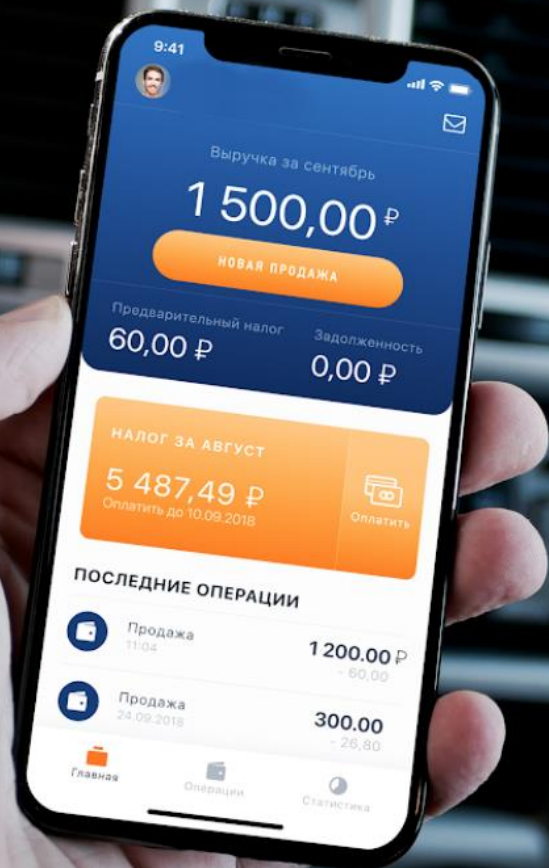 9:41
Выручка за сентябрь
1 500,00 ₽
НОВАЯ ПРОДАЖА
Предварительный налог
Задолженность
60,00 ₽
0,00 ₽
НАЛОГ ЗА АВГУСТ
5 487,49 ₽
Оплатить до 10.09.2018
Оплатить
ПОСЛЕДНИЕ ОПЕРАЦИИ
Продажа
1 200.00 ₽
11:04
- 60,00
Продажа
300.00
24.09.2018
- 26,80
Главная
Операции
Статистика